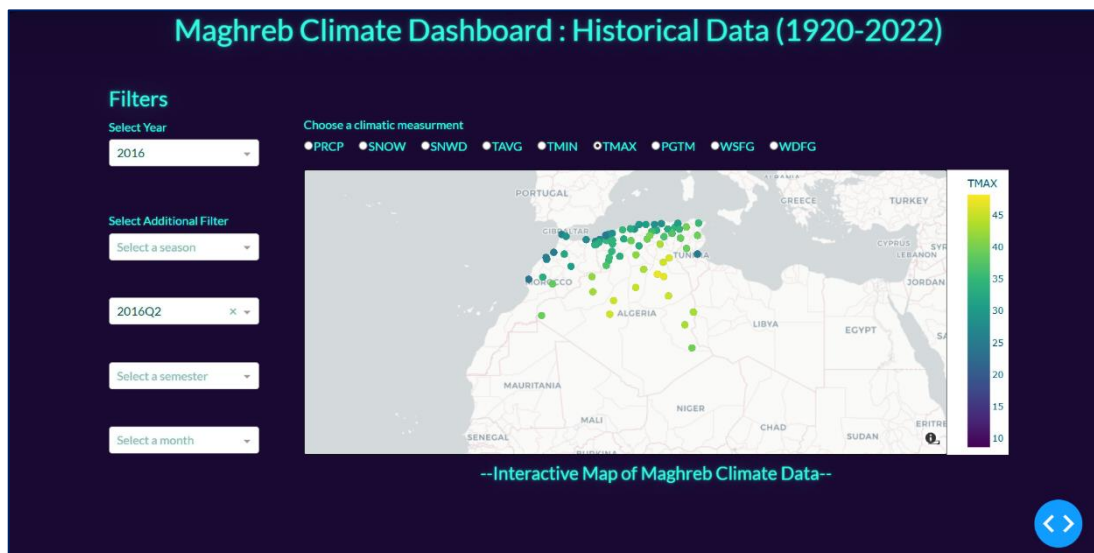 Maghreb Climate Dashboard : Historical Data (1920-2022)
Filters
Select Year
2016
Select Additional Filter
Select a season
2016Q2
Select a semester
Select a month
Choose a climatic measurment
PRCP SNOW SNWD TAVG TMIN TMAX PGTM WSFG WDFG
PORTUGAL
GREECE
TURKEY
CYPRUS
LEBANON
JORDAN
TUNISIA
MOROCCO
ALGERIA
LIBYA
EGYPT
MAURITANIA
MALI
NIGER
CHAD
SUDAN
SENEGAL
TMAX
45
40
35
30
25
20
15
10
--Interactive Map of Maghreb Climate Data--